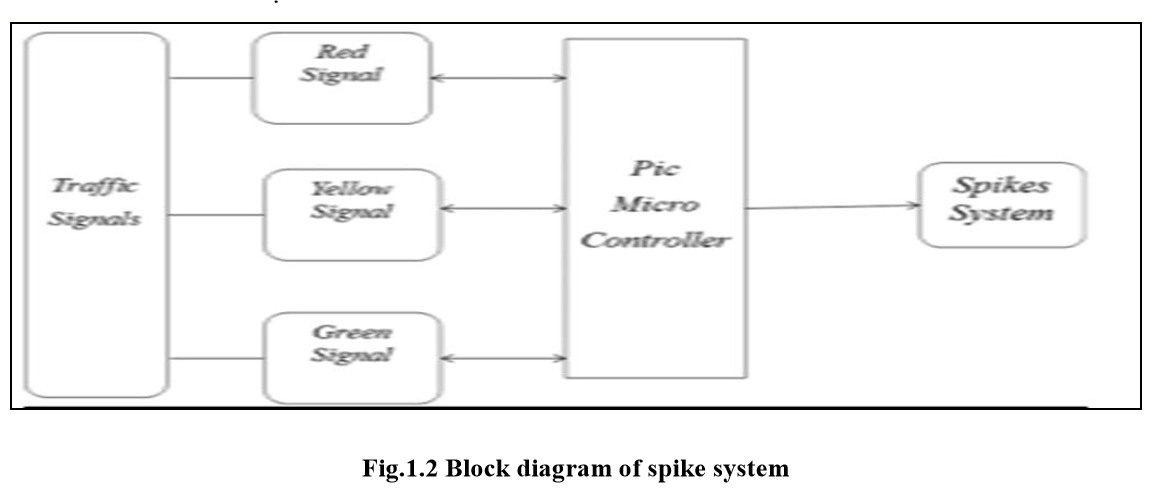 Traffic
Signals
Red
Signal
Yellow
Signal
Green
Signal
Pic
Micro
Controller
Spikes
System
Fig.1.2 Block diagram of spike system